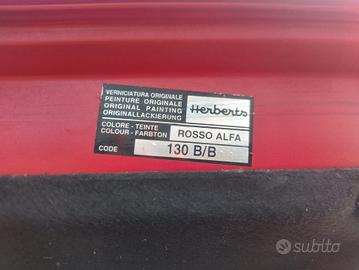 VERNICIATURA ORIGINALE
PEINTURE ORIGINALE
ORIGINAL PAINTING
ORIGINALLACKIERUNG
Herberts
COLORE - TEINTE
COLOUR - FARBTON
ROSSO ALFA
CODE
130 B/B
subito